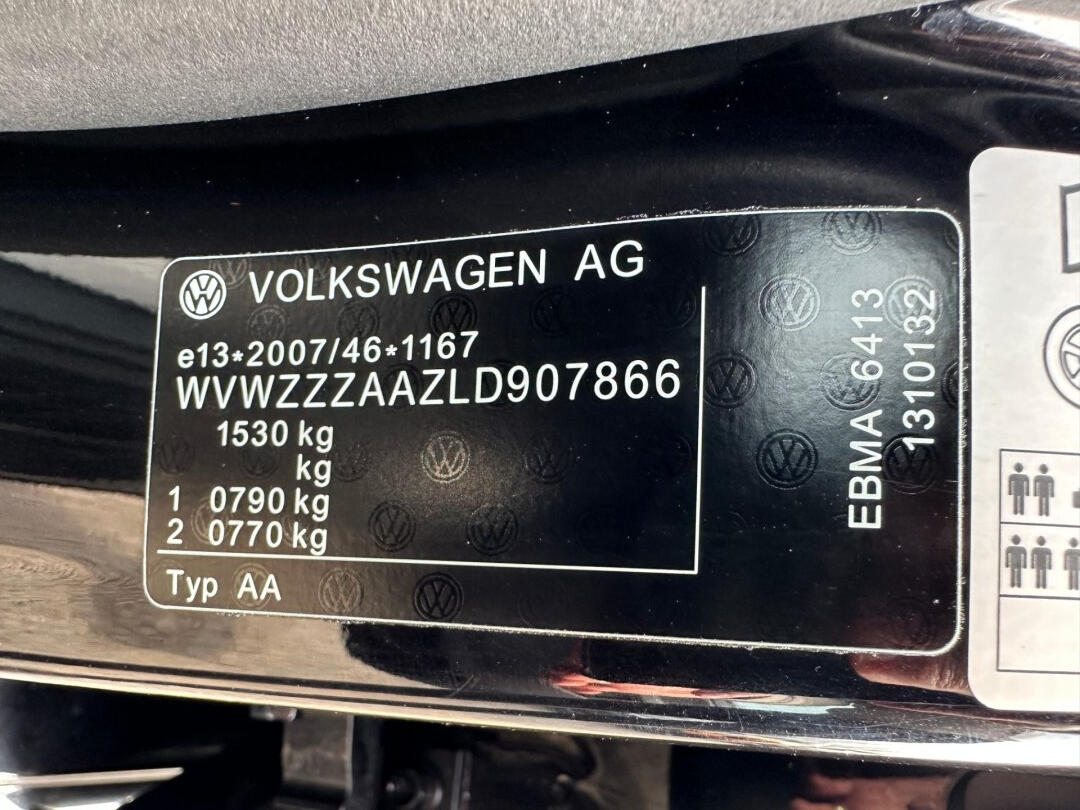 VOLKSWAGEN AG
e13*2007/46*1167
WVWZZZAAZLD907866
1530 kg
kg
1 0790 kg
2 0770 kg
Typ AA
EBMA 6413
1310132